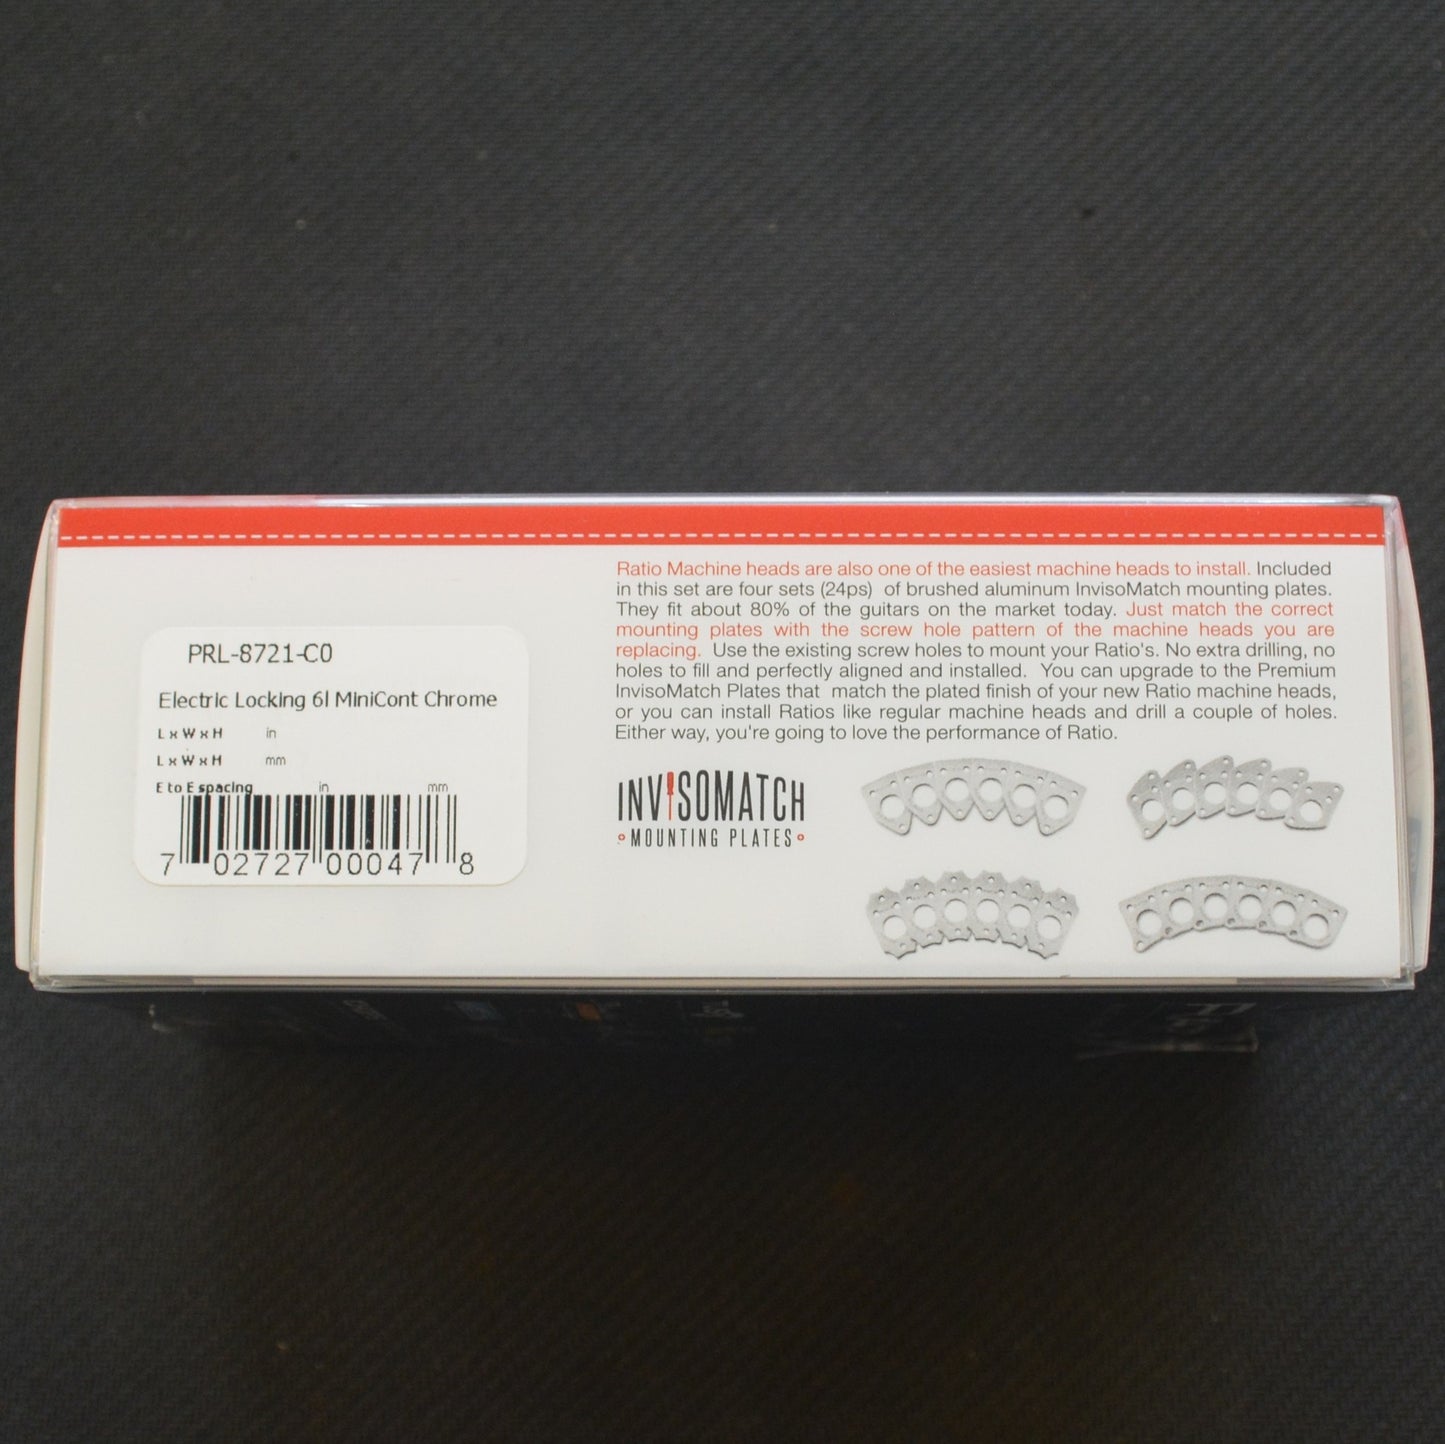 PRL-8721-C0
Electric Locking 6l MiniCont Chrome
L x W x H in
L x W x H mm
E to E spacing in mm
7 02727 00047 8
Ratio Machine heads are also one of the easiest machine heads to install. Included
in this set are four sets (24ps) of brushed aluminum InvisoMatch mounting plates.
They fit about 80% of the guitars on the market today. Just match the correct
mounting plates with the screw hole pattern of the machine heads you are
replacing. Use the existing screw holes to mount your Ratio's. No extra drilling, no
holes to fill and perfectly aligned and installed. You can upgrade to the Premium
InvisoMatch Plates that match the plated finish of your new Ratio machine heads,
or you can install Ratios like regular machine heads and drill a couple of holes.
Either way, you're going to love the performance of Ratio.
INVISOMATCH
MOUNTING PLATES